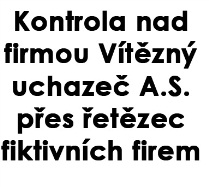 Kontrola nad
firmou Vítězný
uchazeč A.S.
přes řetězec
fiktivních firem